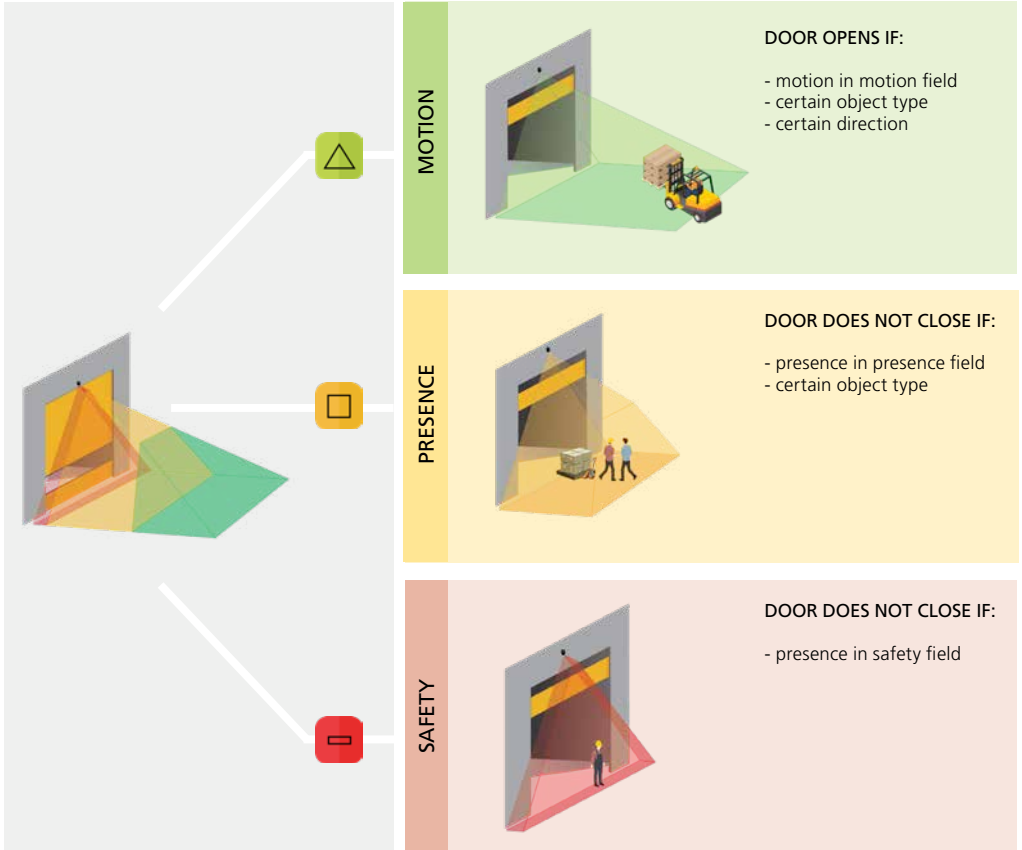 MOTION
DOOR OPENS IF:
- motion in motion field
- certain object type
- certain direction
PRESENCE
DOOR DOES NOT CLOSE IF:
- presence in presence field
- certain object type
SAFETY
DOOR DOES NOT CLOSE IF:
- presence in safety field